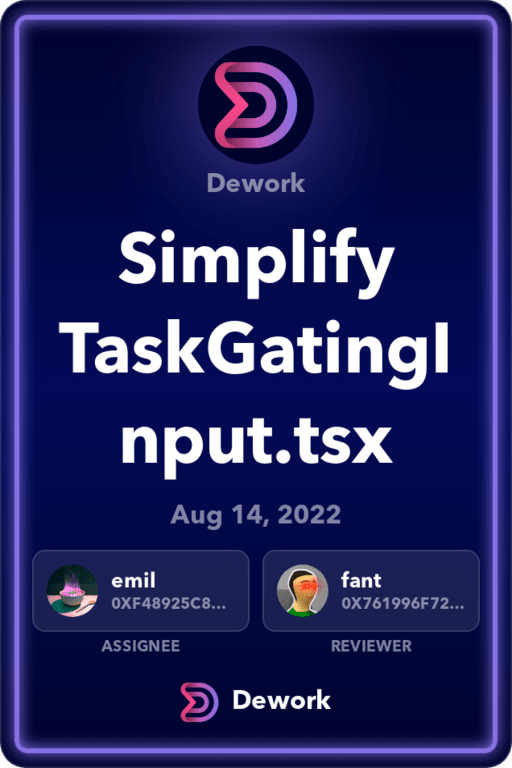 Dework
Simplify
TaskGatingI
nput.tsx
Aug 14, 2022
emil
0XF48925C8...
fant
0X761996F72...
ASSIGNEE
REVIEWER
Dework